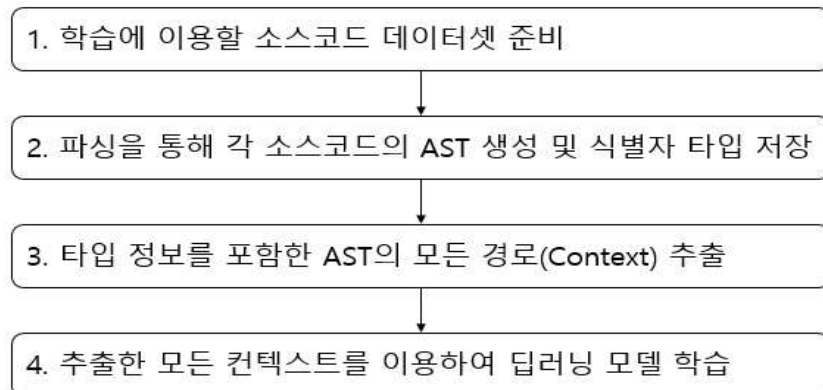 1. 학습에 이용할 소스코드 데이터셋 준비
2. 파싱을 통해 각 소스코드의 AST 생성 및 식별자 타입 저장
3. 타입 정보를 포함한 AST의 모든 경로(Context) 추출
4. 추출한 모든 컨텍스트를 이용하여 딥러닝 모델 학습